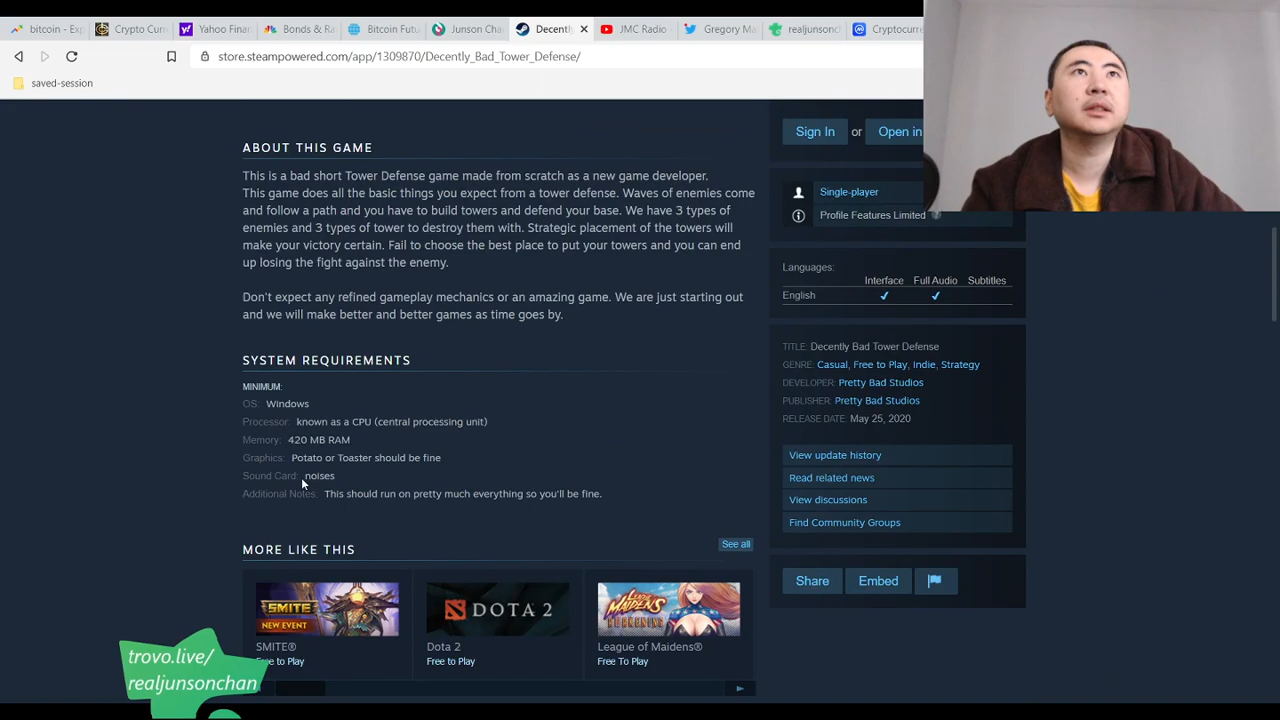 bitcoin - Exp
Crypto Curr
Yahoo Finan
Bonds & Ra
Bitcoin Futu
Junson Cha
Decently
JMC Radio
Gregory Ma
realjunsonc
Cryptocurre
store.steampowered.com/app/1309870/Decently_Bad_Tower_Defense/
saved-session
ABOUT THIS GAME
This is a bad short Tower Defense game made from scratch as a new game developer.
This game does all the basic things you expect from a tower defense. Waves of enemies come
and follow a path and you have to build towers and defend your base. We have 3 types of
enemies and 3 types of tower to destroy them with. Strategic placement of the towers will
make your victory certain. Fail to choose the best place to put your towers and you can end
up losing the fight against the enemy.
Don't expect any refined gameplay mechanics or an amazing game. We are just starting out
and we will make better and better games as time goes by.
SYSTEM REQUIREMENTS
MINIMUM:
OS: Windows
Processor: known as a CPU (central processing unit)
Memory: 420 MB RAM
Graphics: Potato or Toaster should be fine
Sound Card: noises
Additional Notes: This should run on pretty much everything so you'll be fine.
MORE LIKE THIS
See all
SMITE
NEW EVENT
DOTA 2
LEAGUE OF MAIDENS
SMITE®
Dota 2
League of Maidens®
Free to Play
Free to Play
Free To Play
Sign In or Open in
Single-player
Profile Features Limited ?
Languages:
Interface Full Audio Subtitles
English ✔ ✔
TITLE: Decently Bad Tower Defense
GENRE: Casual, Free to Play, Indie, Strategy
DEVELOPER: Pretty Bad Studios
PUBLISHER: Pretty Bad Studios
RELEASE DATE: May 25, 2020
View update history
Read related news
View discussions
Find Community Groups
Share
Embed
trovo.live/
realjunsonchan